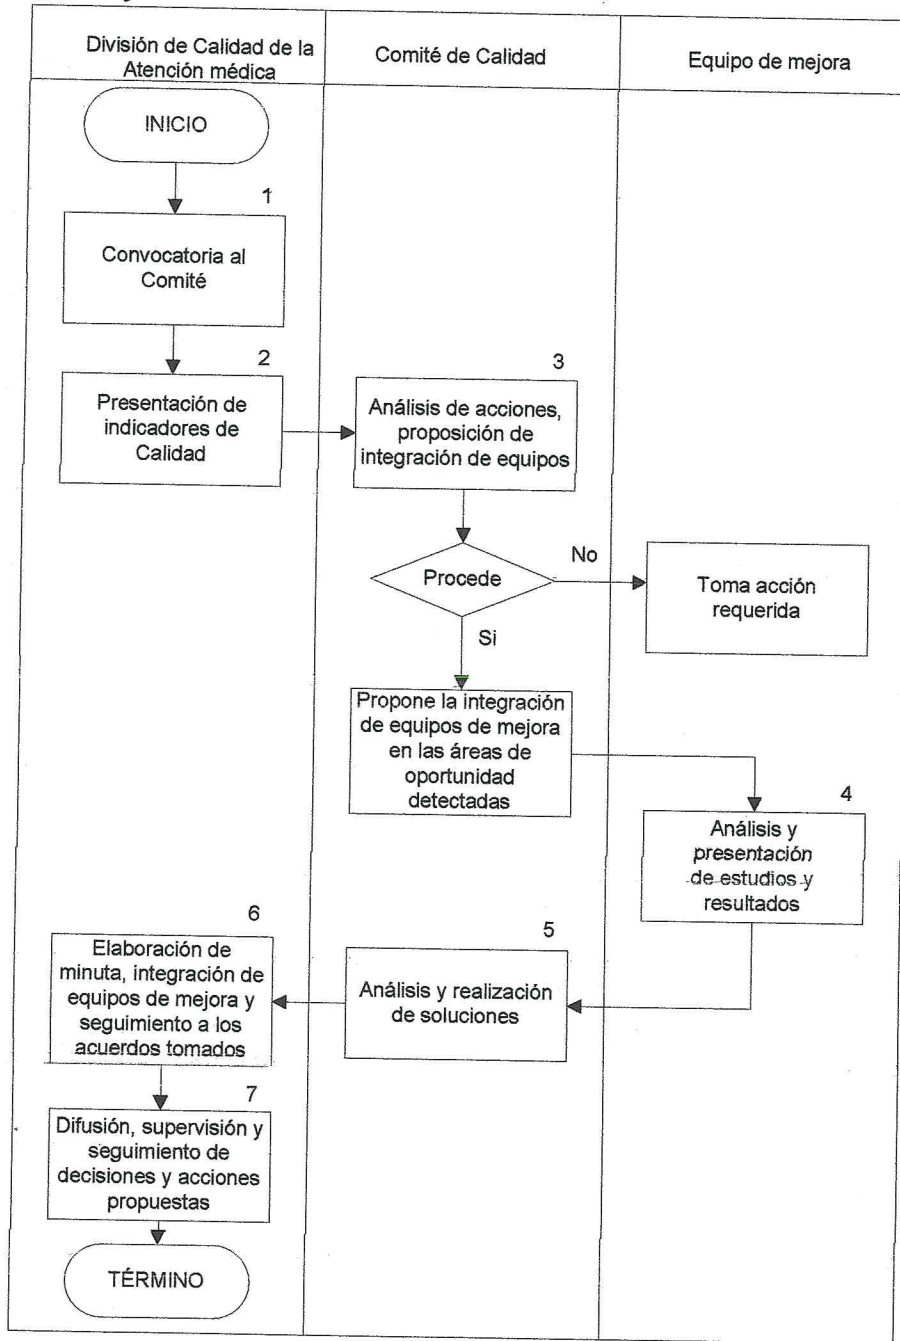 División de Calidad de la
Atención médica
Comité de Calidad
Equipo de mejora
INICIO
1
Convocatoria al
Comité
2
Presentación de
indicadores de
Calidad
3
Análisis de acciones,
proposición de
integración de equipos
Procede
No
Toma acción
requerida
Si
Propone la integración
de equipos de mejora
en las áreas de
oportunidad
detectadas
4
Análisis y
presentación
de estudios y
resultados
5
Análisis y realización
de soluciones
6
Elaboración de
minuta, integración de
equipos de mejora y
seguimiento a los
acuerdos tomados
7
Difusión, supervisión y
seguimiento de
decisiones y acciones
propuestas
TÉRMINO